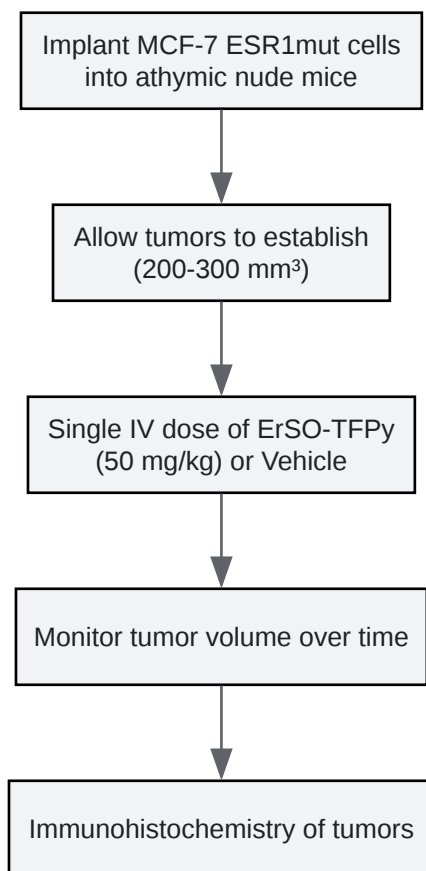 Implant MCF-7 ESR1mut cells
into athymic nude mice
Allow tumors to establish
(200-300 mm³)
Single IV dose of ErSO-TFPy
(50 mg/kg) or Vehicle
Monitor tumor volume over time
Immunohistochemistry of tumors